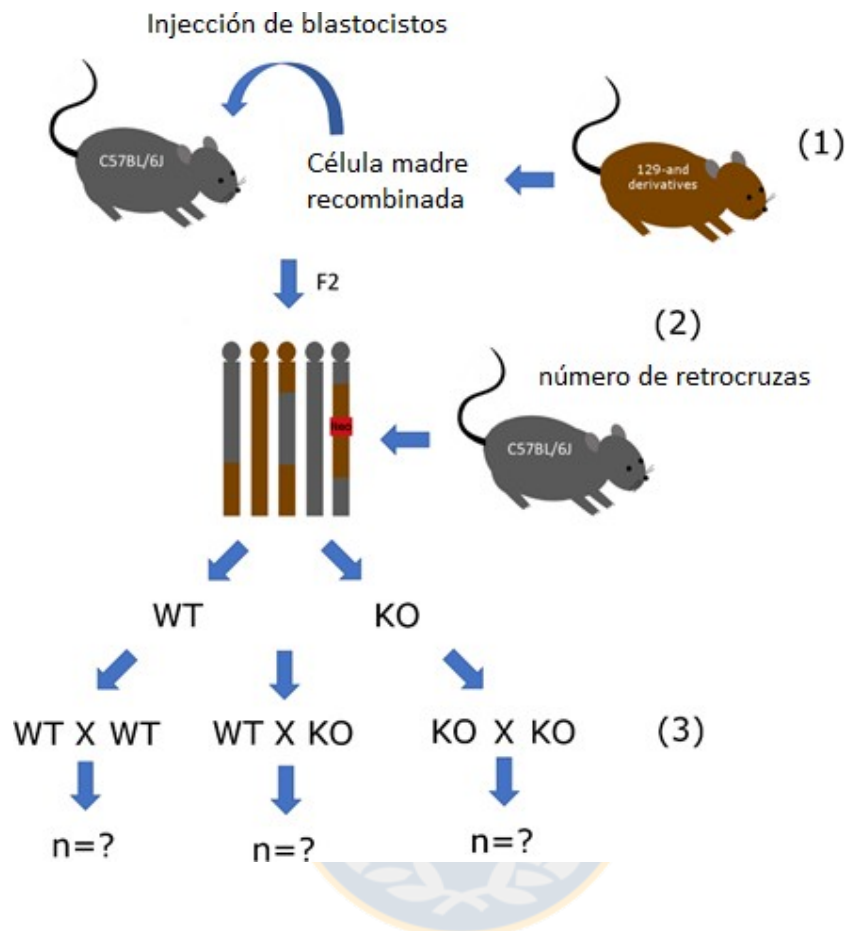 Injección de blastocistos
C57BL/6J
Célula madre
recombinada
129-and
derivatives
(1)
F2
(2)
número de retrocruzas
C57BL/6J
Neo
WT
KO
WT X WT
WT X KO
KO X KO
(3)
n=?
n=?
n=?